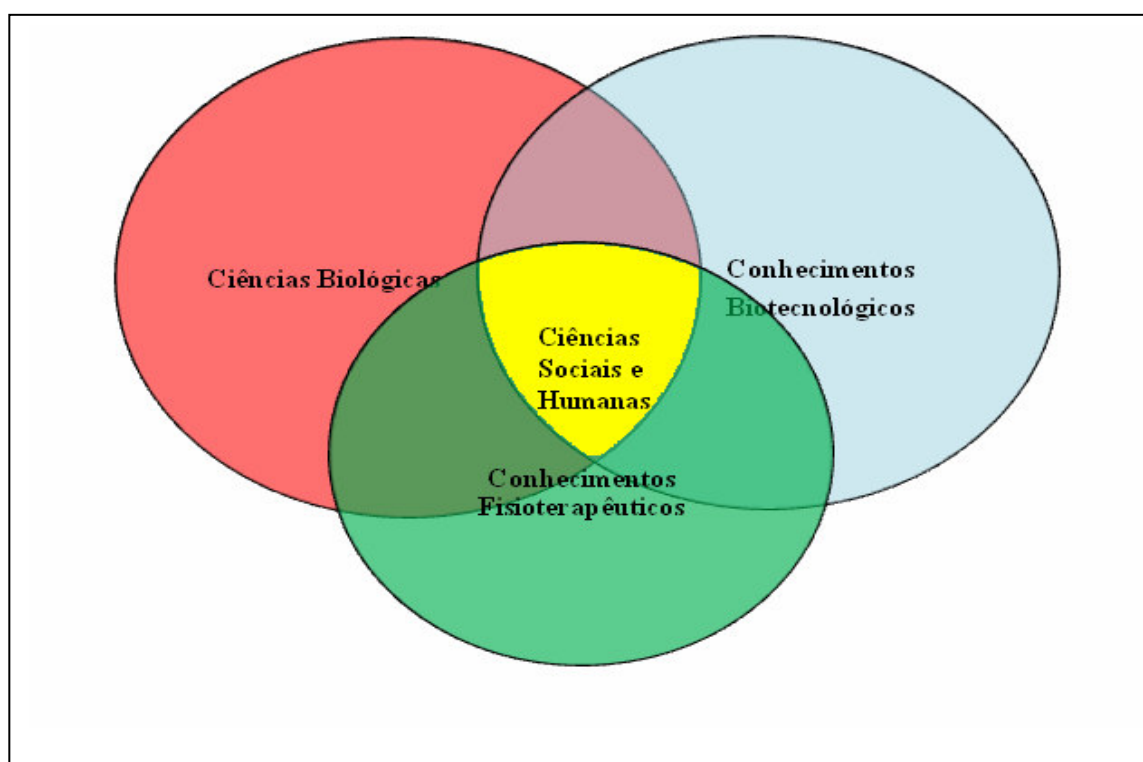 Ciências Biológicas
Conhecimentos
Biotecnológicos
Ciências
Sociais e
Humanas
Conhecimentos
Fisioterapêuticos